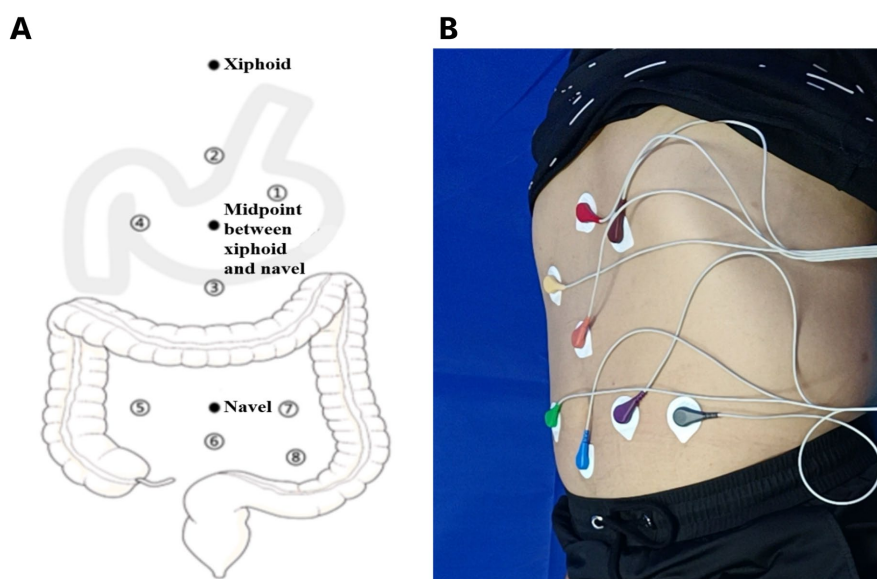 A
B
Xiphoid
②
①
④
Midpoint
between
xiphoid
and navel
③
⑤
Navel
⑦
⑥
⑧